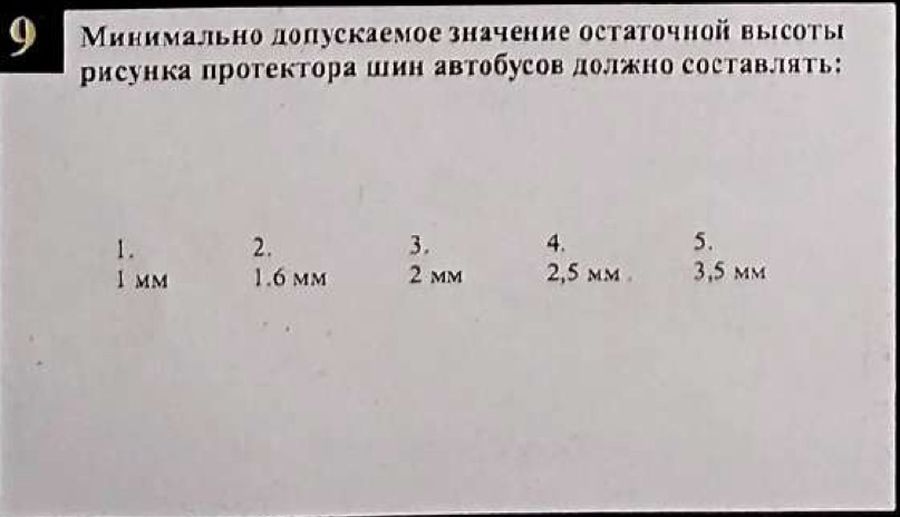 9
Минимально допускаемое значение остаточной высоты
рисунка протектора шин автобусов должно составлять:
1. 2. 3. 4. 5.
1 мм 1.6 мм 2 мм 2,5 мм 3,5 мм